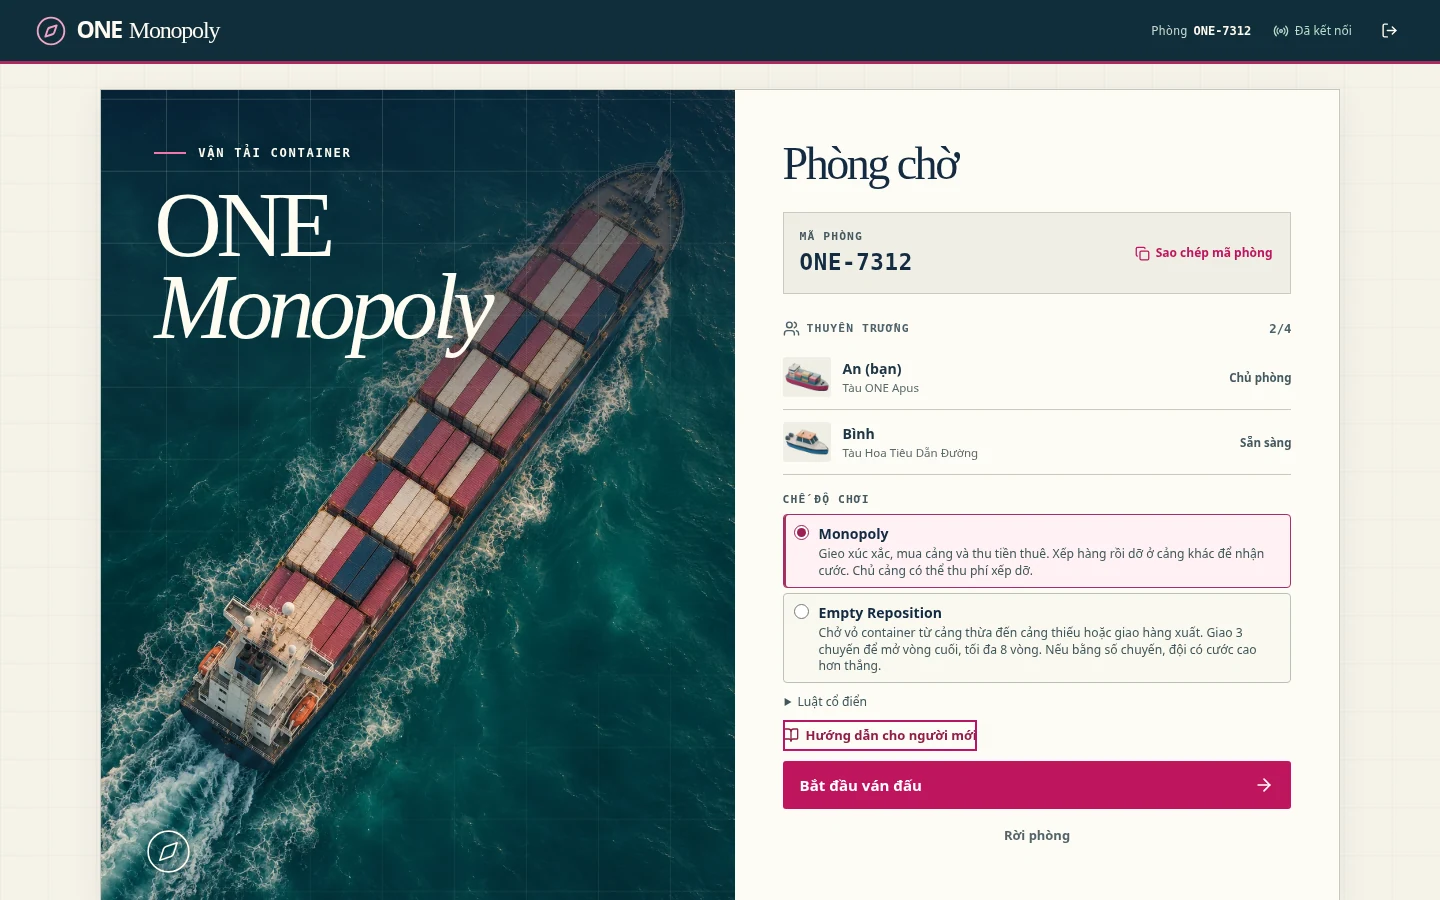 ONE Monopoly
Phòng ONE-7312
Đã kết nối
VẬN TẢI CONTAINER
ONE
Monopoly
Phòng chờ
MÃ PHÒNG
ONE-7312
Sao chép mã phòng
THUYỀN TRƯỞNG
2/4
An (bạn)
Tàu ONE Apus
Chủ phòng
Bình
Tàu Hoa Tiêu Dẫn Đường
Sẵn sàng
CHẾ ĐỘ CHƠI
Monopoly
Gieo xúc xắc, mua cảng và thu tiền thuê. Xếp hàng rồi dỡ ở cảng khác để nhận
cước. Chủ cảng có thể thu phí xếp dỡ.
Empty Reposition
Chở vỏ container từ cảng thừa đến cảng thiếu hoặc giao hàng xuất. Giao 3
chuyến để mở vòng cuối, tối đa 8 vòng. Nếu bằng số chuyến, đội có cước cao
hơn thắng.
Luật cổ điển
Hướng dẫn cho người mới
Bắt đầu ván đấu
Rời phòng